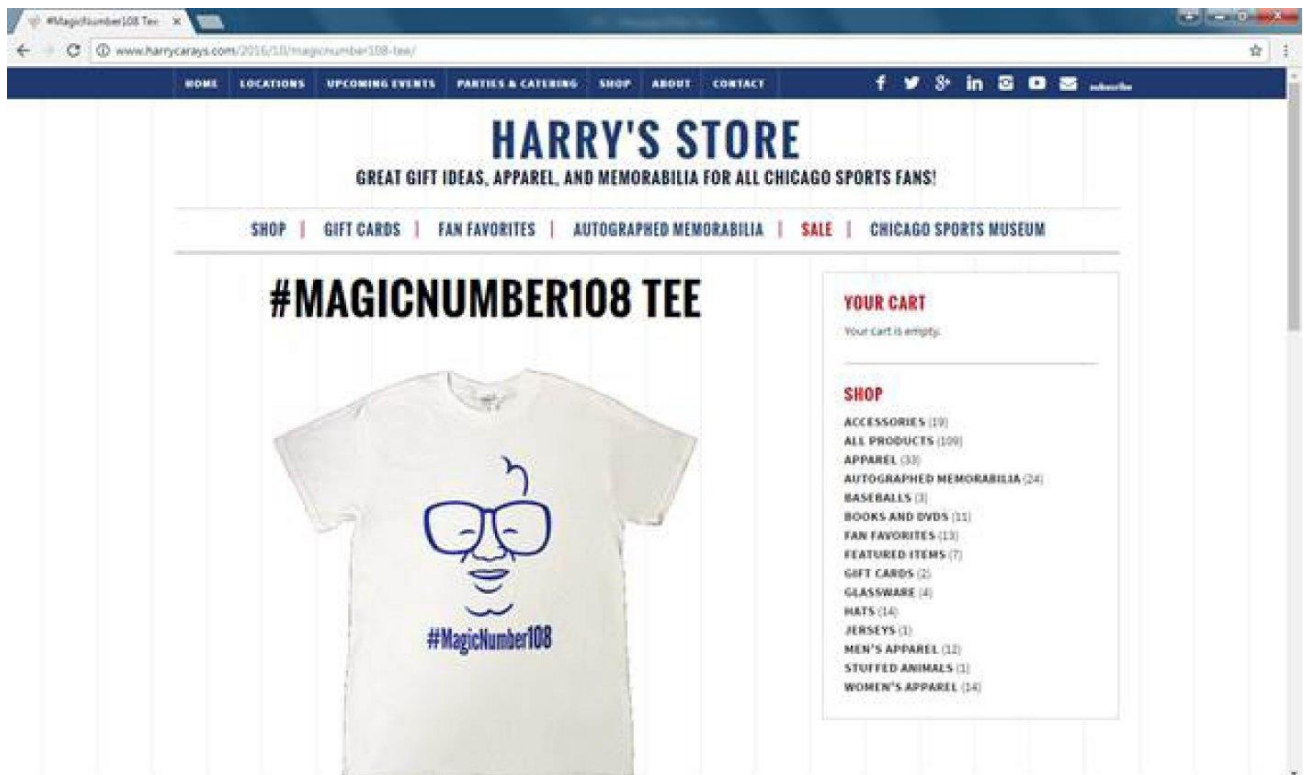 #MagicNumber108 Tee
www.harrycarays.com/2016/10/magicnumber108-tee/
HOME LOCATIONS UPCOMING EVENTS PARTIES & CATERING SHOP ABOUT CONTACT subscribe
HARRY'S STORE
GREAT GIFT IDEAS, APPAREL, AND MEMORABILIA FOR ALL CHICAGO SPORTS FANS!
SHOP | GIFT CARDS | FAN FAVORITES | AUTOGRAPHED MEMORABILIA | SALE | CHICAGO SPORTS MUSEUM
#MAGICNUMBER108 TEE
#MagicNumber108
YOUR CART
Your cart is empty.
SHOP
ACCESSORIES (19)
ALL PRODUCTS (109)
APPAREL (33)
AUTOGRAPHED MEMORABILIA (24)
BASEBALLS (3)
BOOKS AND DVDS (11)
FAN FAVORITES (13)
FEATURED ITEMS (7)
GIFT CARDS (2)
GLASSWARE (4)
HATS (14)
JERSEYS (1)
MEN'S APPAREL (12)
STUFFED ANIMALS (1)
WOMEN'S APPAREL (14)